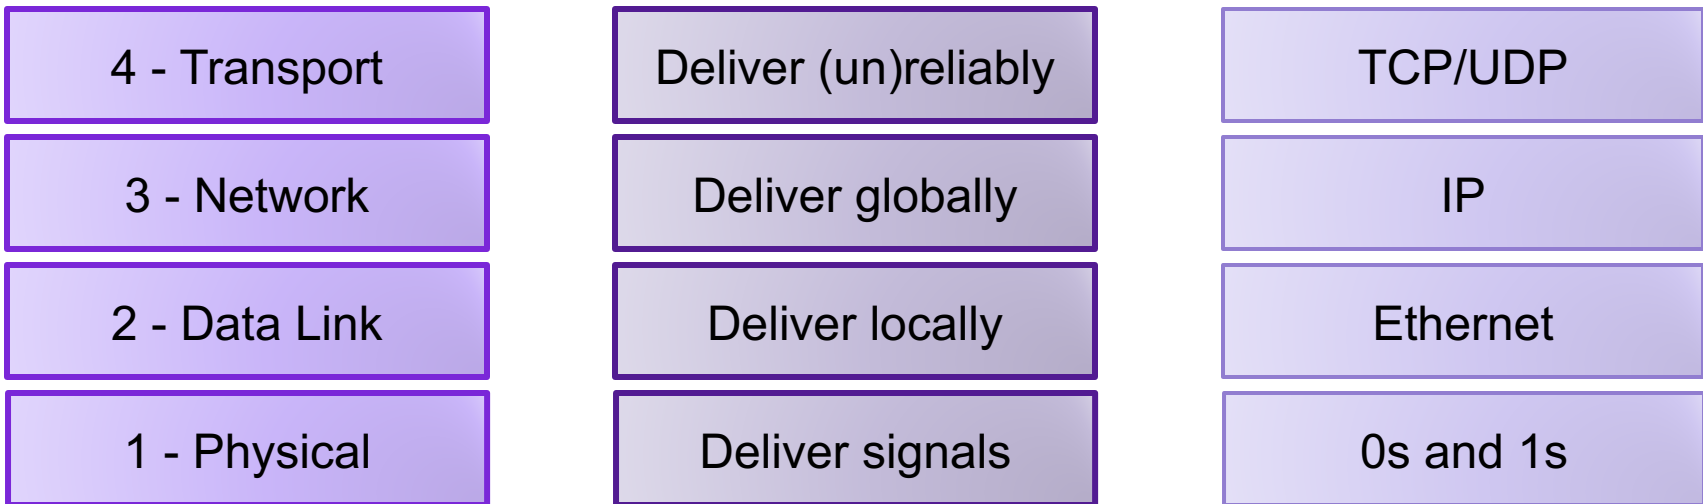 4 - Transport
Deliver (un)reliably
TCP/UDP
3 - Network
Deliver globally
IP
2 - Data Link
Deliver locally
Ethernet
1 - Physical
Deliver signals
0s and 1s